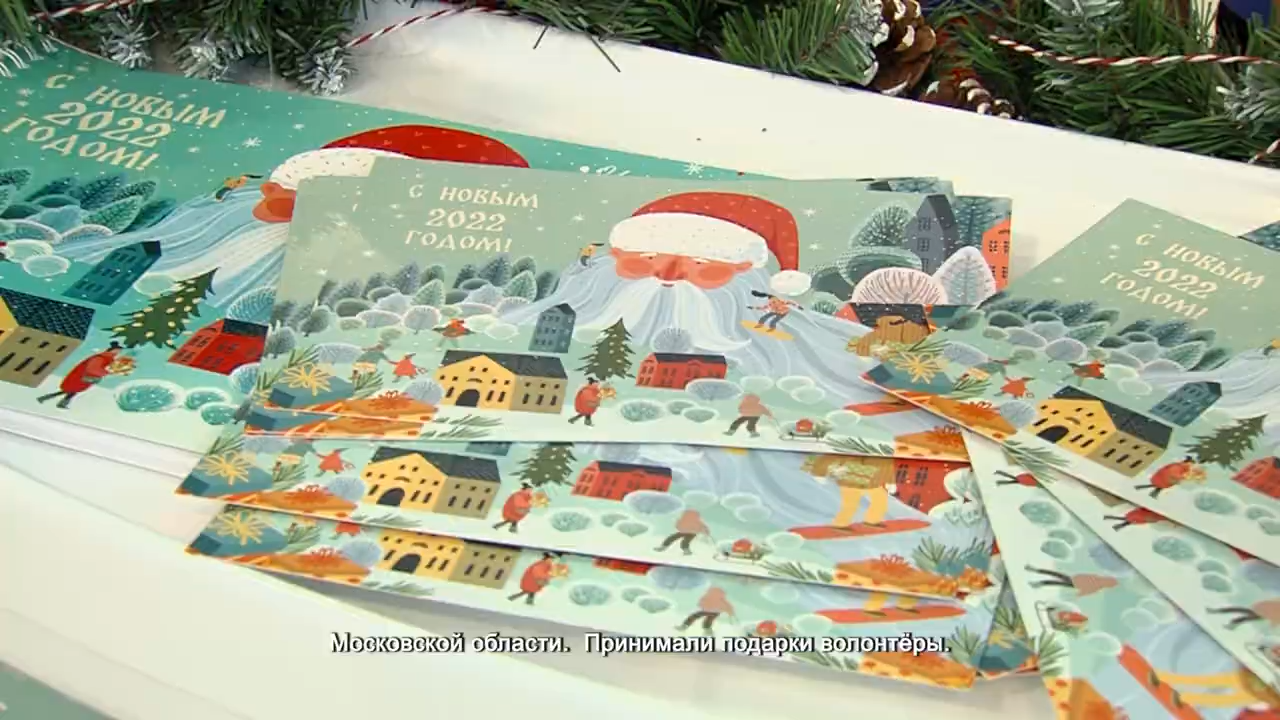 С НОВЫМ
2022
ГОДОМ!
С НОВЫМ
2022
ГОДОМ!
С НОВЫМ
2022
ГОДОМ!
Московской области. Принимали подарки волонтёры.